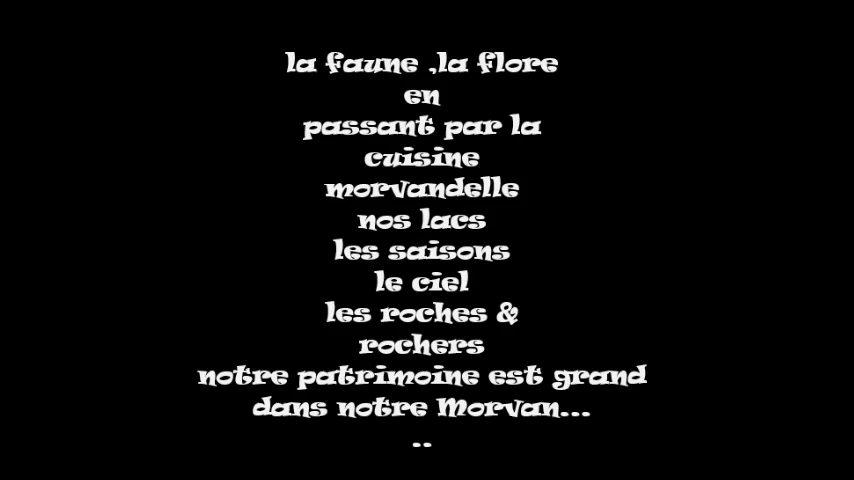 la faune ,la flore
en
passant par la
cuisine
morvandelle
nos lacs
les saisons
le ciel
les roches &
rochers
notre patrimoine est grand
dans notre Morvan...
..